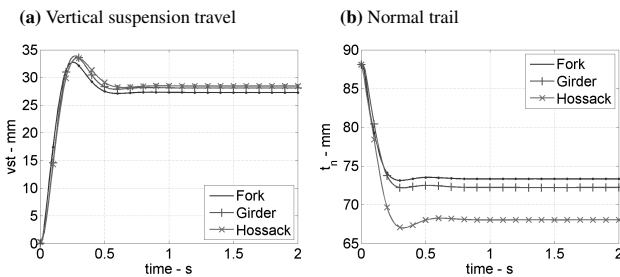 (a) Vertical suspension travel
(b) Normal trail
35
30
25
20
15
10
5
0
vst - mm
0
0.5
1
1.5
2
time - s
Fork
Girder
Hossack
90
85
80
75
70
65
t_n - mm
0
0.5
1
1.5
2
time - s
Fork
Girder
Hossack